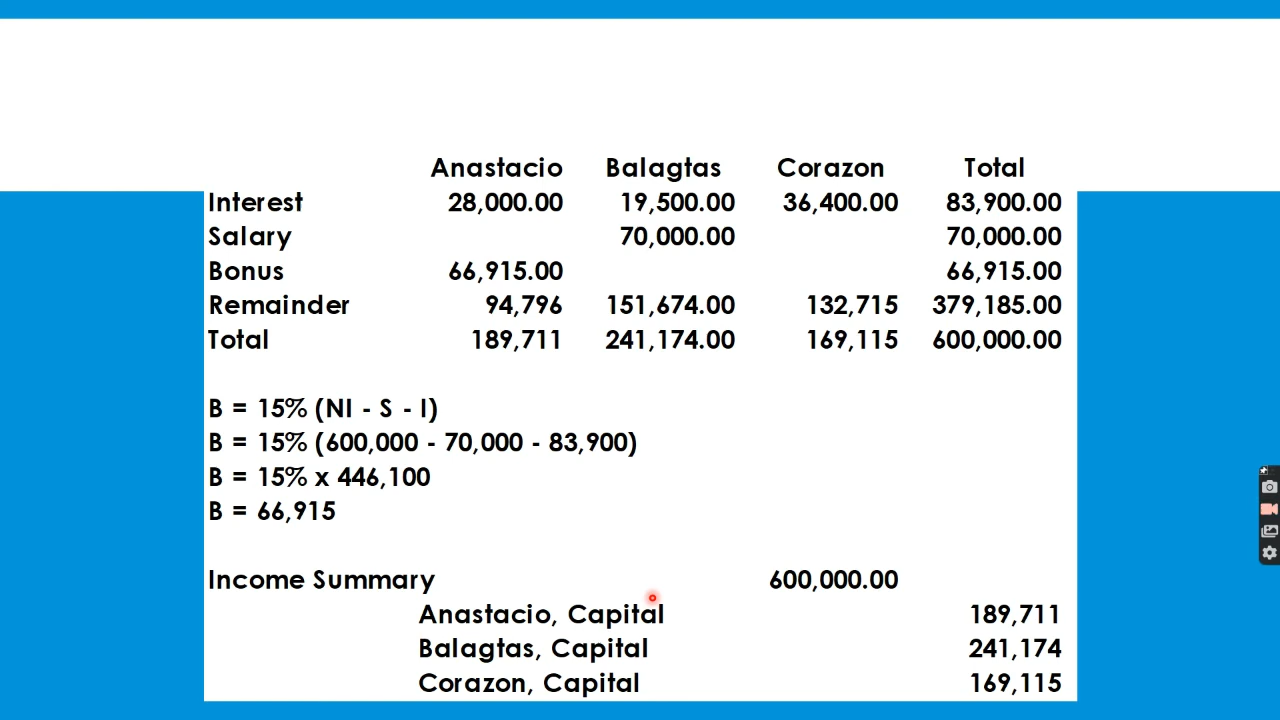 Anastacio Balagtas Corazon Total
Interest 28,000.00 19,500.00 36,400.00 83,900.00
Salary 70,000.00 70,000.00
Bonus 66,915.00 66,915.00
Remainder 94,796 151,674.00 132,715 379,185.00
Total 189,711 241,174.00 169,115 600,000.00
B = 15% (NI - S - I)
B = 15% (600,000 - 70,000 - 83,900)
B = 15% x 446,100
B = 66,915
Income Summary 600,000.00
Anastacio, Capital 189,711
Balagtas, Capital 241,174
Corazon, Capital 169,115